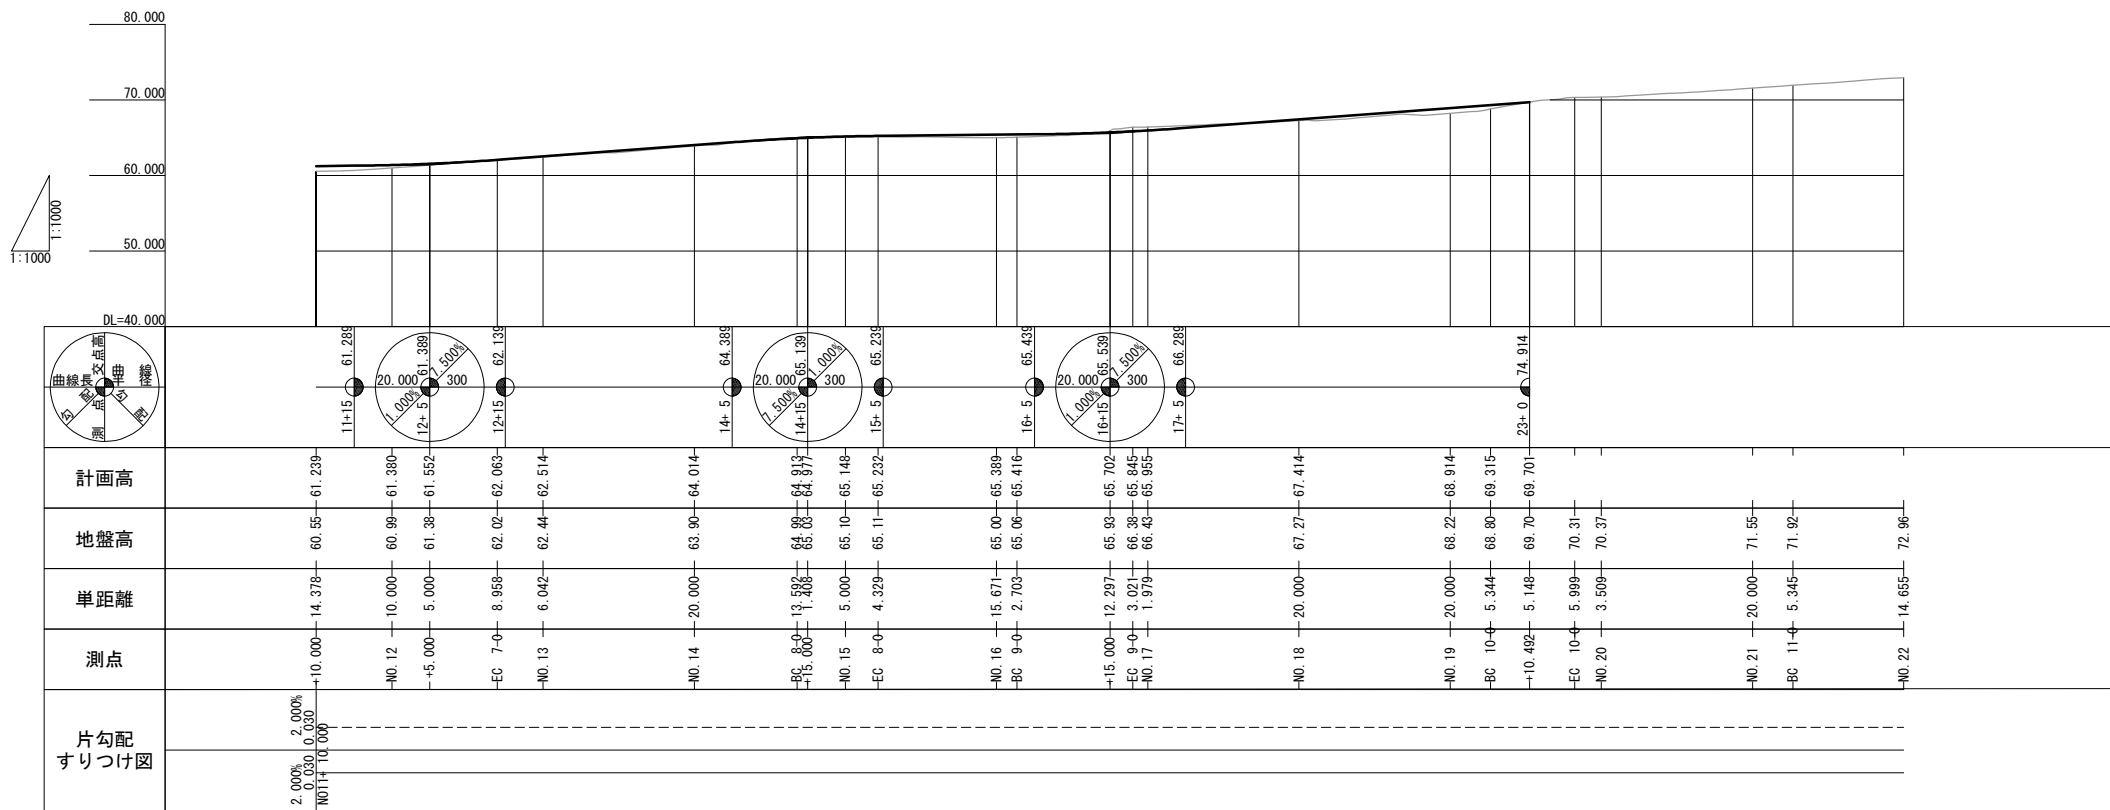 80.000
70.000
60.000
50.000
DL=40.000
1:1000
1:1000
交点高
曲線
半径
曲線長
勾配
測点
勾配
11+15 61.289
12+ 5 61.389
20.000
300
1.000%
7.500%
12+15 62.139
14+ 5 64.389
14+15 65.139
20.000
300
7.500%
1.000%
15+ 5 65.239
16+ 5 65.439
16+15 65.539
20.000
300
1.000%
7.500%
17+ 5 66.289
23+ 0 74.914
計画高
61.239
61.380
61.552
62.063
62.514
64.014
64.913
64.977
65.148
65.232
65.389
65.416
65.702
65.845
65.955
67.414
68.914
69.315
69.701
地盤高
60.55
60.99
61.38
62.02
62.44
63.90
64.99
65.03
65.10
65.11
65.00
65.06
65.93
66.38
66.43
67.27
68.22
68.80
69.70
70.31
70.37
71.55
71.92
72.96
単距離
14.378
10.000
5.000
8.958
6.042
20.000
13.592
1.408
5.000
4.329
15.671
2.703
12.297
3.021
1.979
20.000
20.000
5.344
5.148
5.999
3.509
20.000
5.345
14.655
測点
+10.000
NO.12
+5.000
EC 7-0
NO.13
NO.14
BC 8-0
+15.000
NO.15
EC 8-0
NO.16
BC 9-0
+15.000
EC 9-0
NO.17
NO.18
NO.19
BC 10-0
+10.492
EC 10-0
NO.20
NO.21
BC 11-0
NO.22
片勾配
すりつけ図
2.000%
0.030
2.000%
0.030
NO11+ 10.000